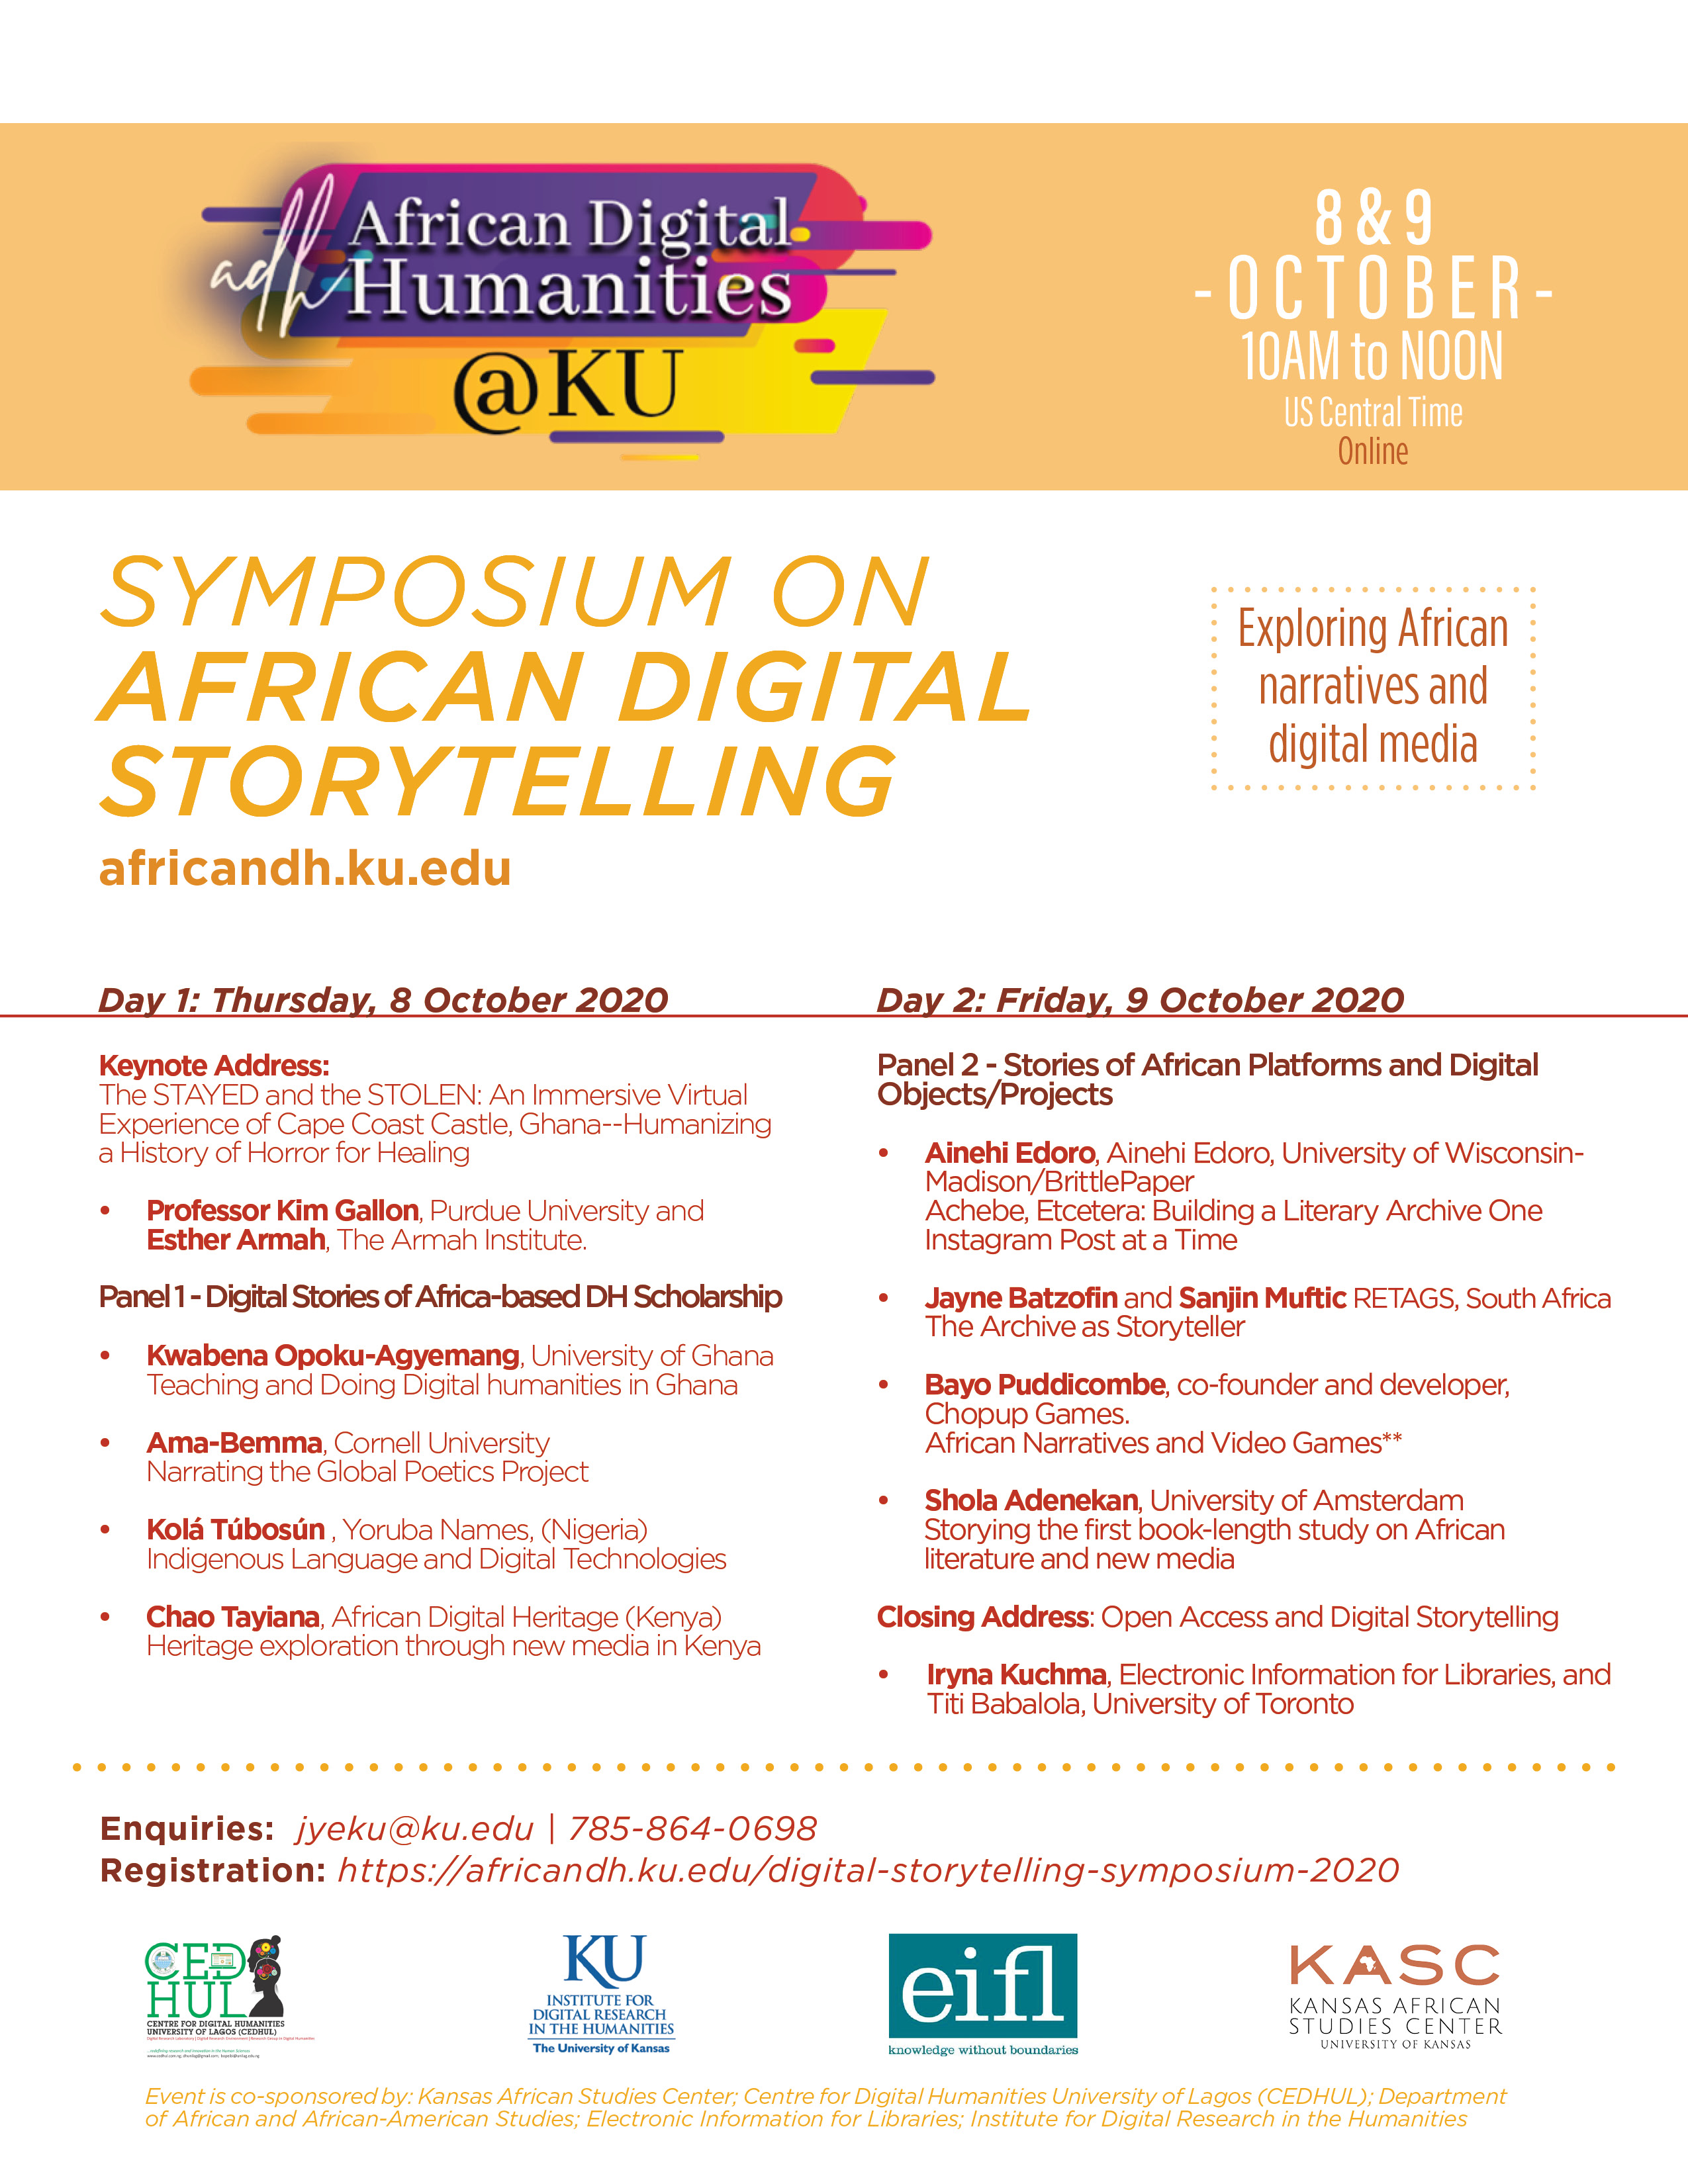 adh African Digital
Humanities
@KU
8 & 9
- OCTOBER -
10AM to NOON
US Central Time
Online
SYMPOSIUM ON
AFRICAN DIGITAL
STORYTELLING
africandh.ku.edu
Exploring African
narratives and
digital media
Day 1: Thursday, 8 October 2020
Keynote Address:
The STAYED and the STOLEN: An Immersive Virtual
Experience of Cape Coast Castle, Ghana--Humanizing
a History of Horror for Healing
• Professor Kim Gallon, Purdue University and
Esther Armah, The Armah Institute.
Panel 1 - Digital Stories of Africa-based DH Scholarship
• Kwabena Opoku-Agyemang, University of Ghana
Teaching and Doing Digital humanities in Ghana
• Ama-Bemma, Cornell University
Narrating the Global Poetics Project
• Kolá Túbosún , Yoruba Names, (Nigeria)
Indigenous Language and Digital Technologies
• Chao Tayiana, African Digital Heritage (Kenya)
Heritage exploration through new media in Kenya
Day 2: Friday, 9 October 2020
Panel 2 - Stories of African Platforms and Digital
Objects/Projects
• Ainehi Edoro, Ainehi Edoro, University of Wisconsin-
Madison/BrittlePaper
Achebe, Etcetera: Building a Literary Archive One
Instagram Post at a Time
• Jayne Batzofin and Sanjin Muftic RETAGS, South Africa
The Archive as Storyteller
• Bayo Puddicombe, co-founder and developer,
Chopup Games.
African Narratives and Video Games**
• Shola Adenekan, University of Amsterdam
Storying the first book-length study on African
literature and new media
Closing Address: Open Access and Digital Storytelling
• Iryna Kuchma, Electronic Information for Libraries, and
Titi Babalola, University of Toronto
Enquiries: jyeku@ku.edu | 785-864-0698
Registration: https://africandh.ku.edu/digital-storytelling-symposium-2020
CED
HUL
CENTRE FOR DIGITAL HUMANITIES
UNIVERSITY OF LAGOS (CEDHUL)
KU
INSTITUTE FOR
DIGITAL RESEARCH
IN THE HUMANITIES
The University of Kansas
eifl
knowledge without boundaries
KASC
KANSAS AFRICAN
STUDIES CENTER
UNIVERSITY OF KANSAS
Event is co-sponsored by: Kansas African Studies Center; Centre for Digital Humanities University of Lagos (CEDHUL); Department
of African and African-American Studies; Electronic Information for Libraries; Institute for Digital Research in the Humanities